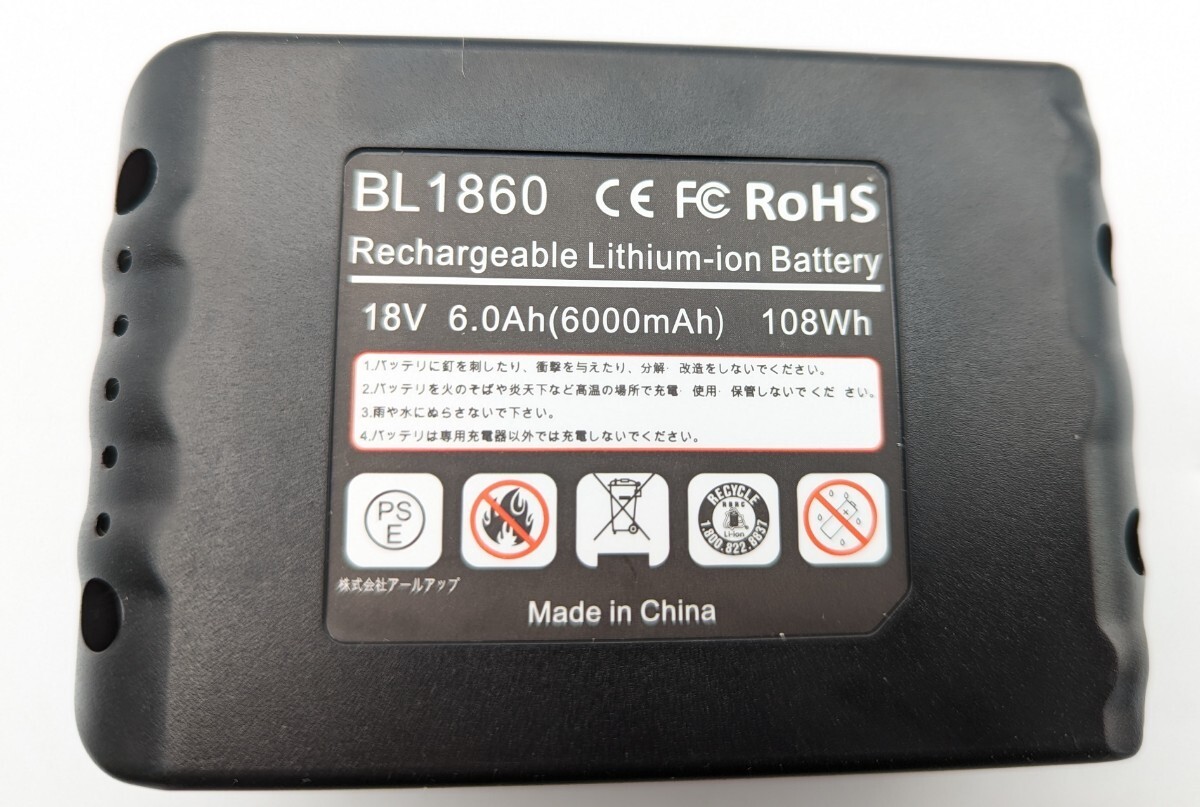 BL1860 CE FC RoHS
Rechargeable Lithium-ion Battery
18V 6.0Ah(6000mAh) 108Wh
1.バッテリに釘を刺したり、衝撃を与えたり、分解· 改造をしないでください。
2.バッテリを火のそばや炎天下など高温の場所で充電· 使用· 保管しないでくだ さい。
3.雨や水にぬらさないで下さい。
4.バッテリは専用充電器以外では充電しないでください。
PS
E
RECYCLE
RBRC
Li-ion
1.800.822.8837
株式会社アールアップ
Made in China